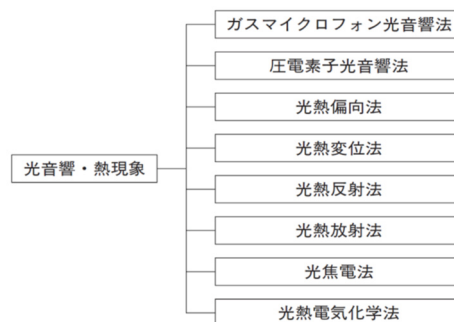 ガスマイクロフォン光音響法
圧電素子光音響法
光熱偏向法
光熱変位法
光音響・熱現象
光熱反射法
光熱放射法
光焦電法
光熱電気化学法